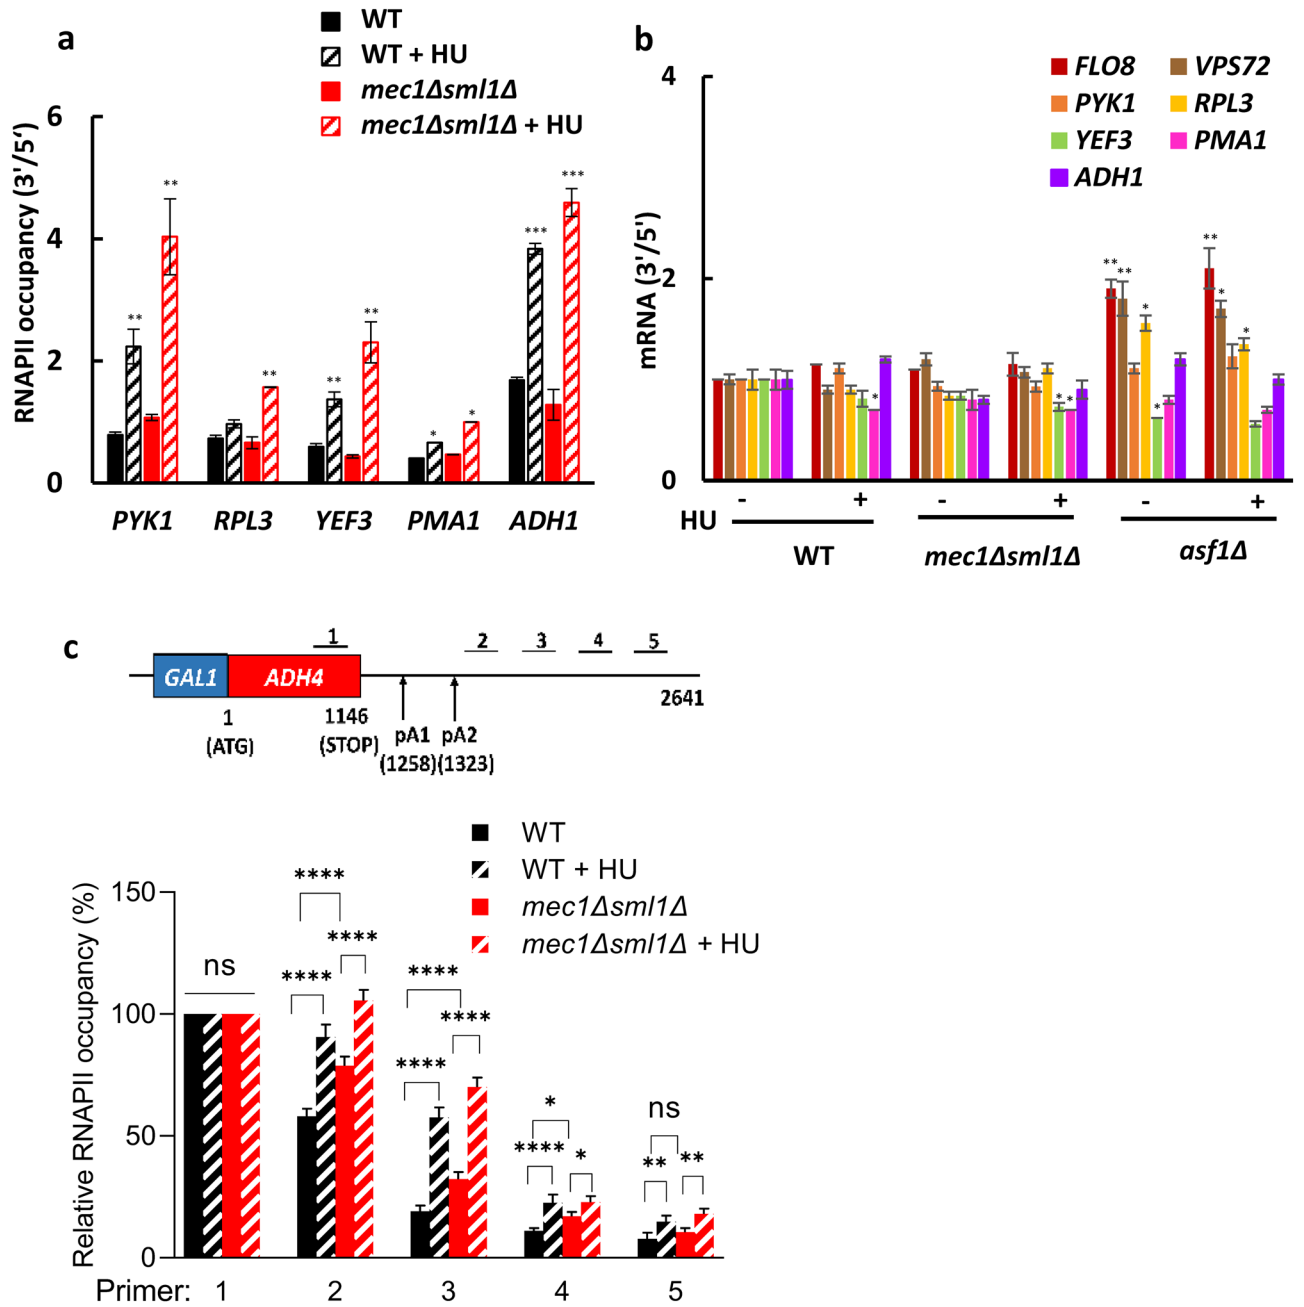 a
WT
WT + HU
mec1Δsml1Δ
mec1Δsml1Δ + HU
RNAPII occupancy (3'/5')
6
4
2
0
**
**
**
**
**
*
*
***
***
PYK1 RPL3 YEF3 PMA1 ADH1
b
FLO8 VPS72
PYK1 RPL3
YEF3 PMA1
ADH1
mRNA (3'/5')
4
2
0
*
*
*
**
**
*
*
**
*
*
HU - + - + - +
WT mec1Δsml1Δ asf1Δ
c
1 2 3 4 5
GAL1 ADH4
2641
1 1146 pA1 pA2
(ATG) (STOP) (1258) (1323)
WT
WT + HU
mec1Δsml1Δ
mec1Δsml1Δ + HU
Relative RNAPII occupancy (%)
150
100
50
0
ns
****
****
****
****
****
****
*
****
*
ns
**
**
Primer: 1 2 3 4 5